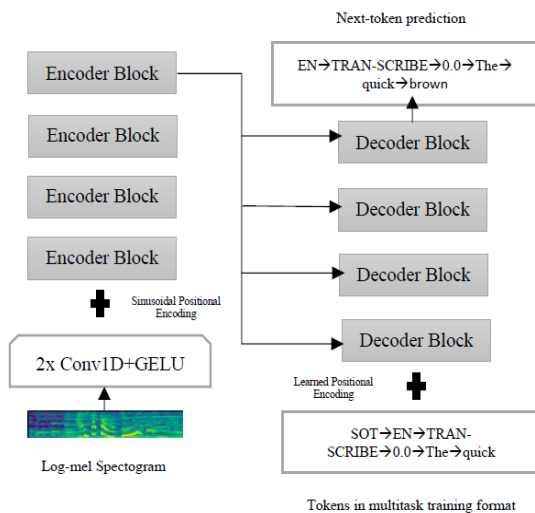 Next-token prediction
EN→TRAN-SCRIBE→0.0→The→
quick→brown
Encoder Block
Encoder Block
Encoder Block
Encoder Block
Sinusoidal Positional
Encoding
2x Conv1D+GELU
Log-mel Spectogram
Decoder Block
Decoder Block
Decoder Block
Decoder Block
Learned Positional
Encoding
SOT→EN→TRAN-
SCRIBE→0.0→The→quick
Tokens in multitask training format